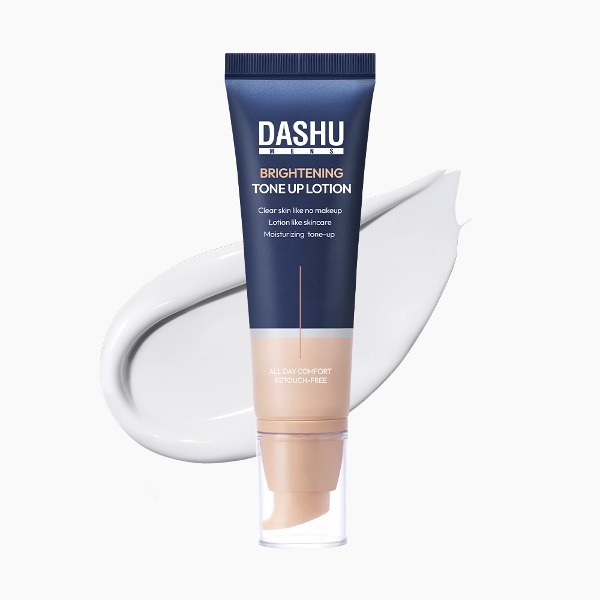 DASHU
MENS
BRIGHTENING
TONE UP LOTION
Clear skin like no makeup
Lotion like skincare
Moisturizing tone-up
ALL DAY COMFORT
RETOUCH-FREE